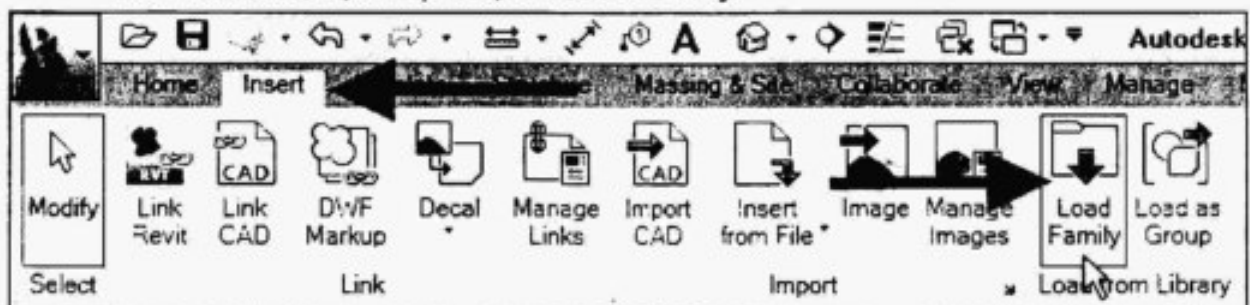 A Autodesk
Home Insert Massing & Site Collaborate View Manage
Modify Link Revit Link CAD DWF Markup Decal Manage Links Import CAD Insert from File Image Manage Images Load Family Load as Group
Select Link Import Load from Library